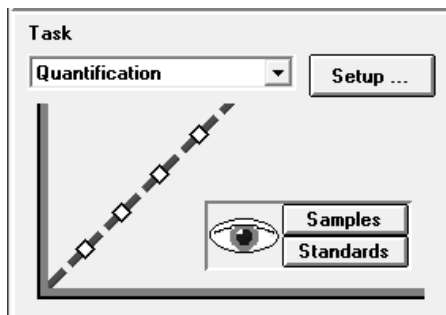 Task
Quantification
Setup ...
Samples
Standards